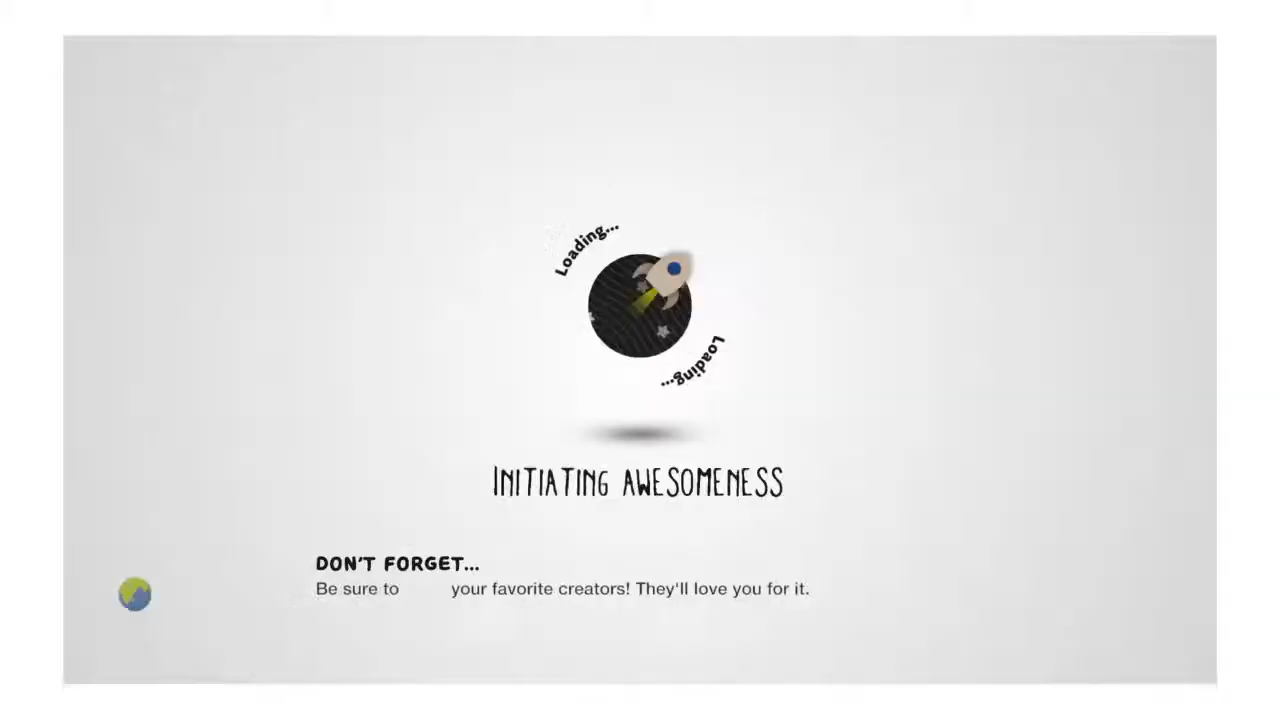 Loading...
Loading...
INITIATING AWESOMENESS
DON'T FORGET...
Be sure to your favorite creators! They'll love you for it.